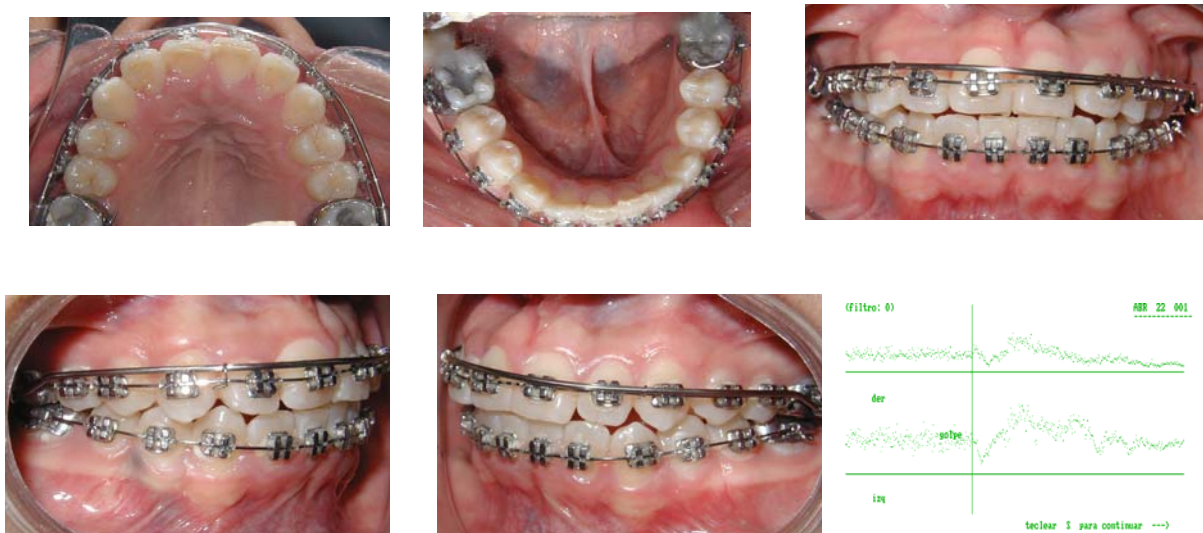 (filtro: 0) ABR 22 001
der
golpe
izq
teclear S para continuar ---)